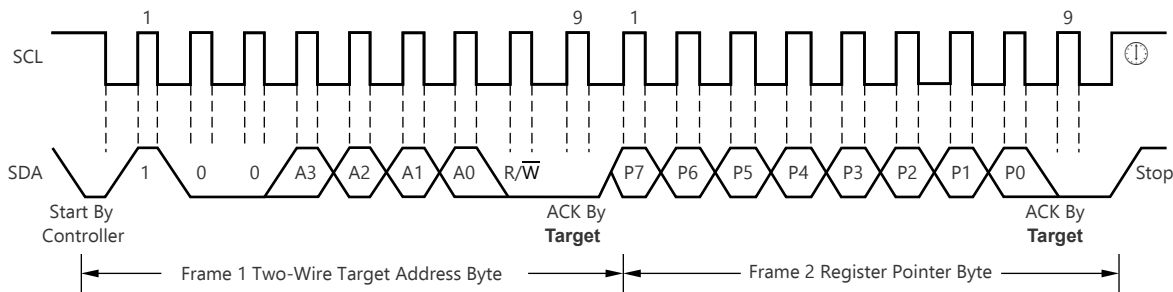 1 9 1 9
SCL
SDA 1 0 0 A3 A2 A1 A0 R/W̅ P7 P6 P5 P4 P3 P2 P1 P0 Stop
Start By
Controller
ACK By
Target
ACK By
Target
Frame 1 Two-Wire Target Address Byte
Frame 2 Register Pointer Byte